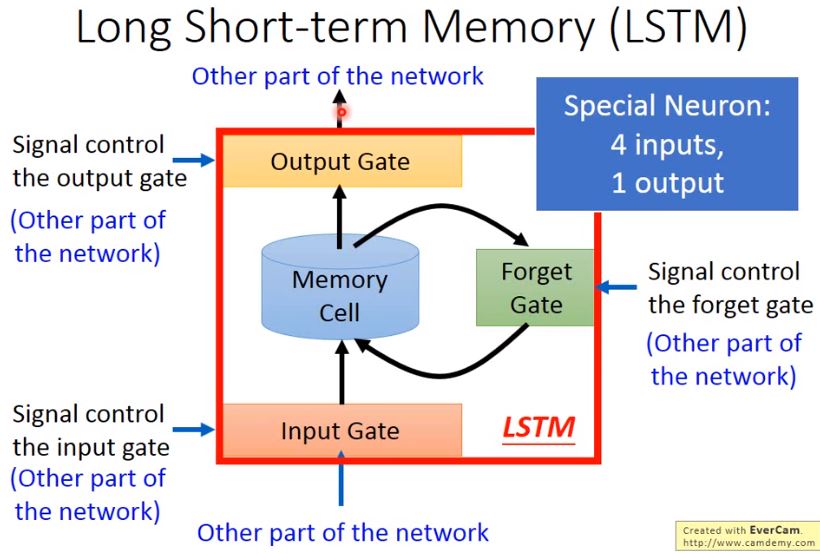 Long Short-term Memory (LSTM)
Other part of the network
Special Neuron:
4 inputs,
1 output
Signal control
the output gate
(Other part of
the network)
Output Gate
Memory
Cell
Forget
Gate
Signal control
the forget gate
(Other part of
the network)
Signal control
the input gate
(Other part of
the network)
Input Gate
LSTM
Other part of the network
Created with EverCam.
http://www.camdemy.com